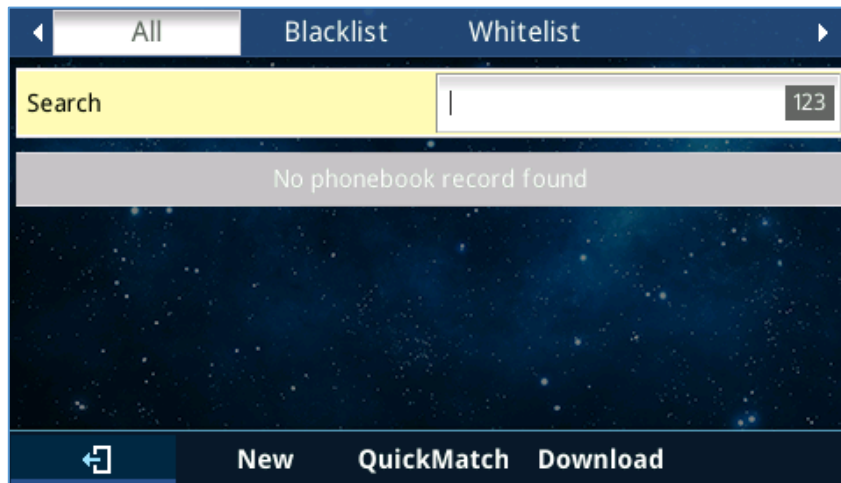 All Blacklist Whitelist
Search 123
No phonebook record found
New QuickMatch Download